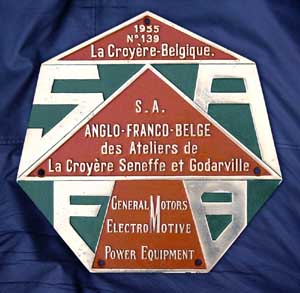 1955
N° 139
La Croyère-Belgique.
S A
S.A.
ANGLO-FRANCO-BELGE
des Ateliers de
La Croyère Seneffe et Godarville
F B
GENERAL MOTORS
ELECTRO MOTIVE
POWER EQUIPMENT